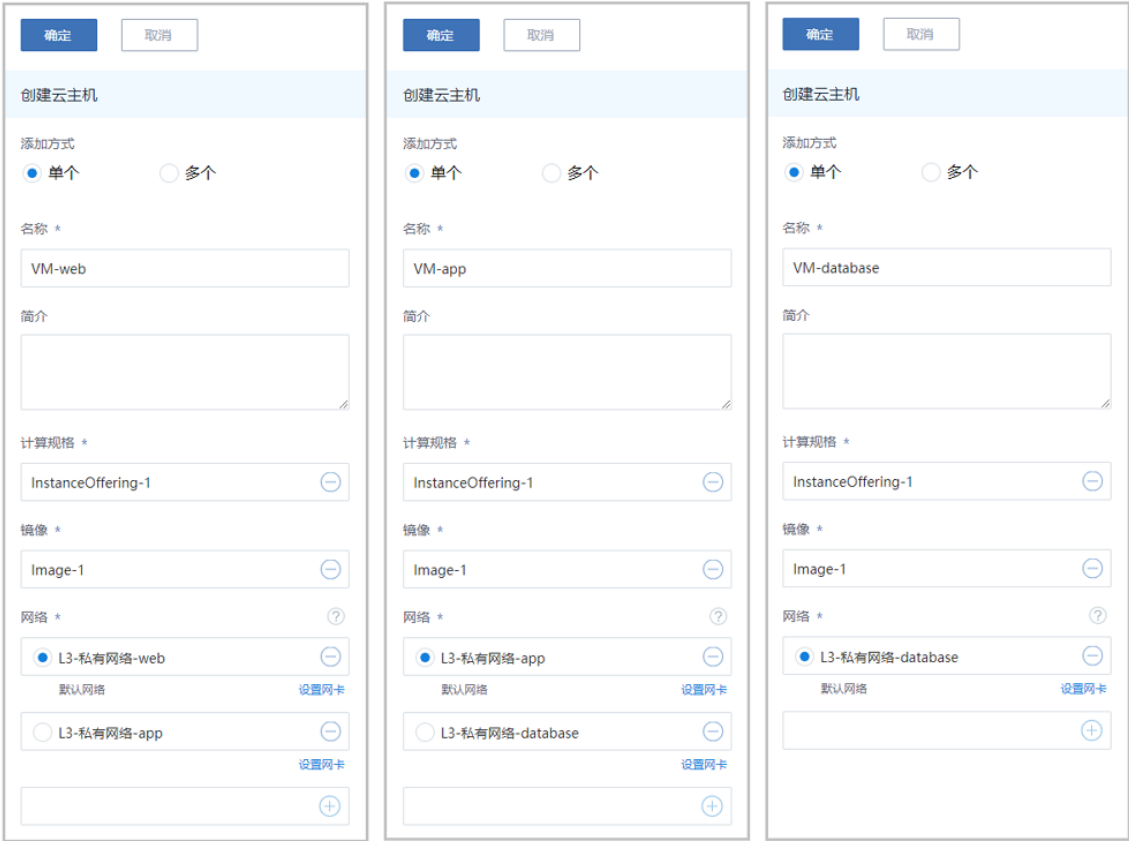 确定 取消
创建云主机
添加方式
单个 多个
名称 *
VM-web
简介
计算规格 *
InstanceOffering-1
镜像 *
Image-1
网络 * ?
L3-私有网络-web
默认网络 设置网卡
L3-私有网络-app
设置网卡
确定 取消
创建云主机
添加方式
单个 多个
名称 *
VM-app
简介
计算规格 *
InstanceOffering-1
镜像 *
Image-1
网络 * ?
L3-私有网络-app
默认网络 设置网卡
L3-私有网络-database
设置网卡
确定 取消
创建云主机
添加方式
单个 多个
名称 *
VM-database
简介
计算规格 *
InstanceOffering-1
镜像 *
Image-1
网络 * ?
L3-私有网络-database
默认网络 设置网卡